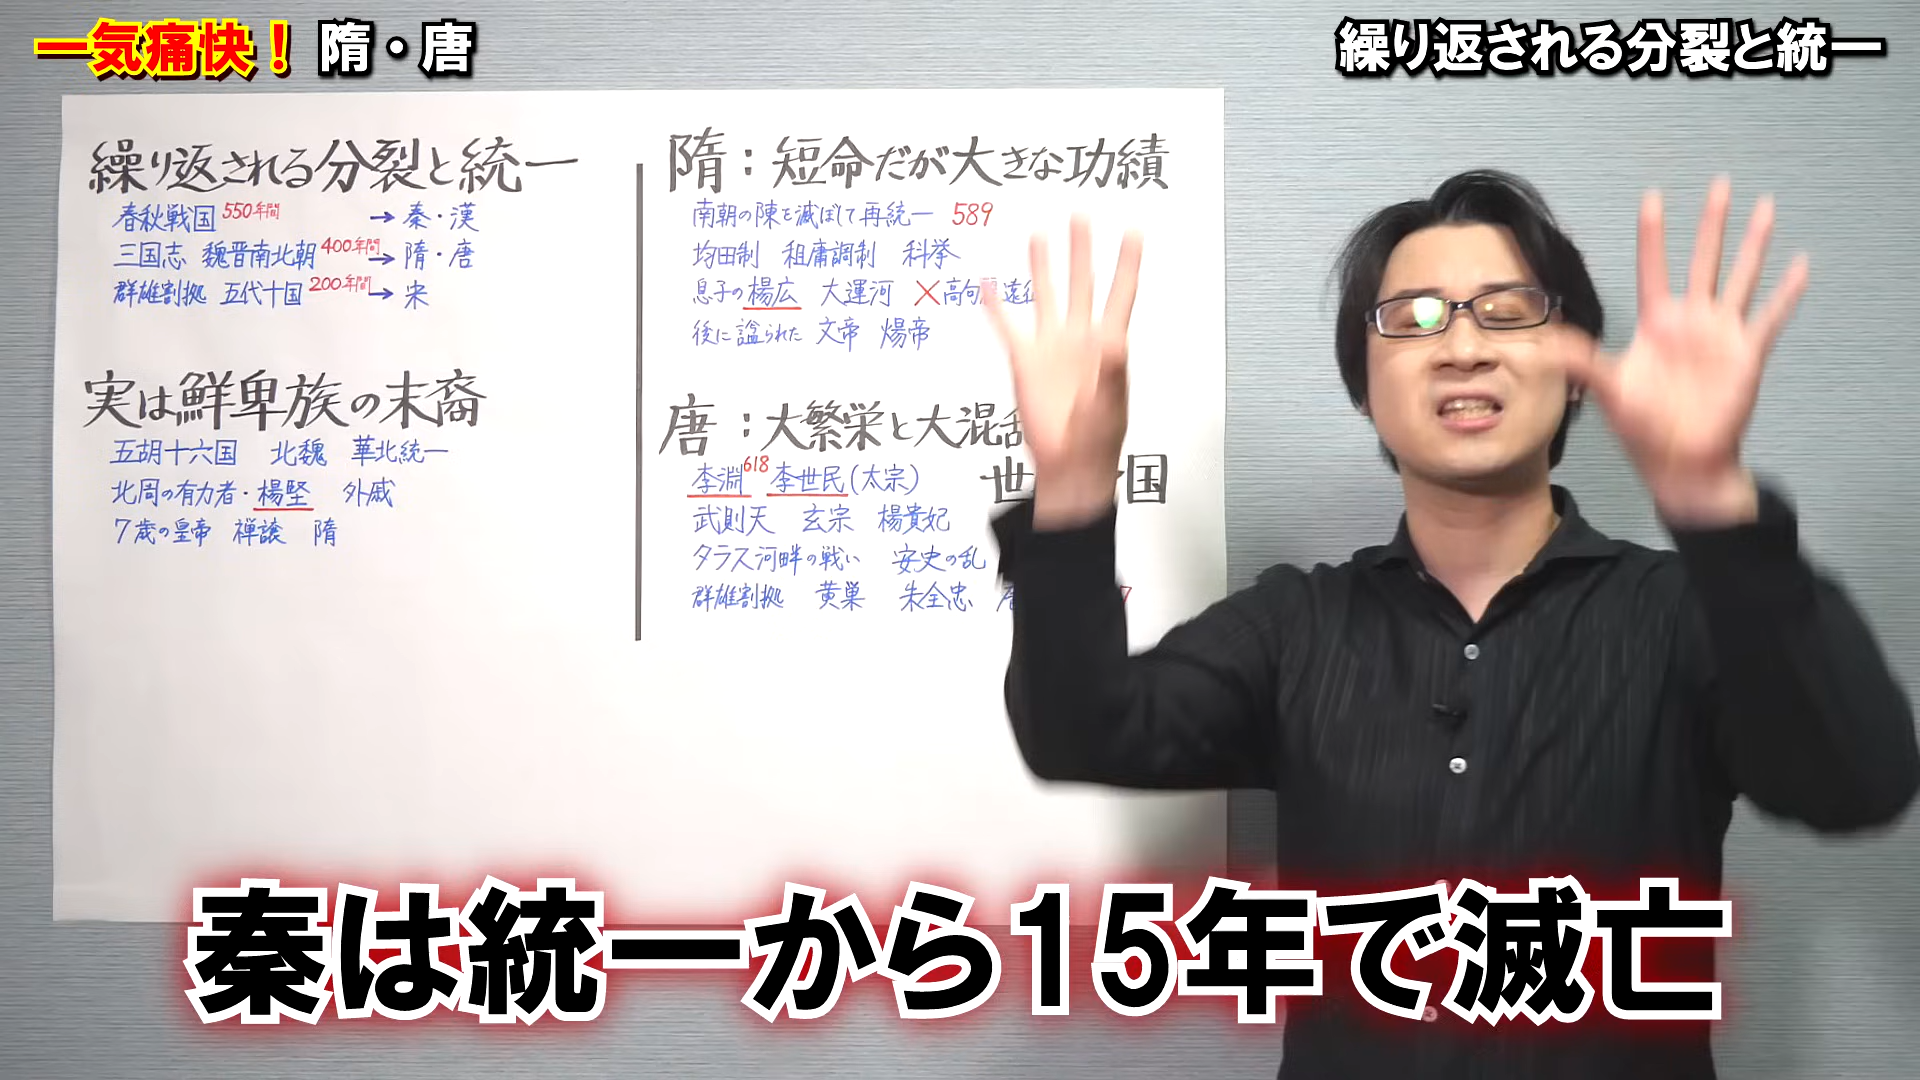 一気痛快！ 隋・唐
繰り返される分裂と統一
繰り返される分裂と統一
春秋戦国 550年間 → 秦・漢
三国志 魏晋南北朝 400年間 → 隋・唐
群雄割拠 五代十国 200年間 → 宋
実は鮮卑族の末裔
五胡十六国 北魏 華北統一
北周の有力者・楊堅 外戚
7歳の皇帝 禅譲 隋
隋：短命だが大きな功績
南朝の陳を滅ぼして再統一 589
均田制 租庸調制 科挙
息子の楊広 大運河 ×高句麗遠征
後に諡られた 文帝 煬帝
唐：大繁栄と大混乱
世 国
李淵 618 李世民(太宗)
武則天 玄宗 楊貴妃
タラス河畔の戦い 安史の乱
群雄割拠 黄巣 朱全忠
秦は統一から15年で滅亡